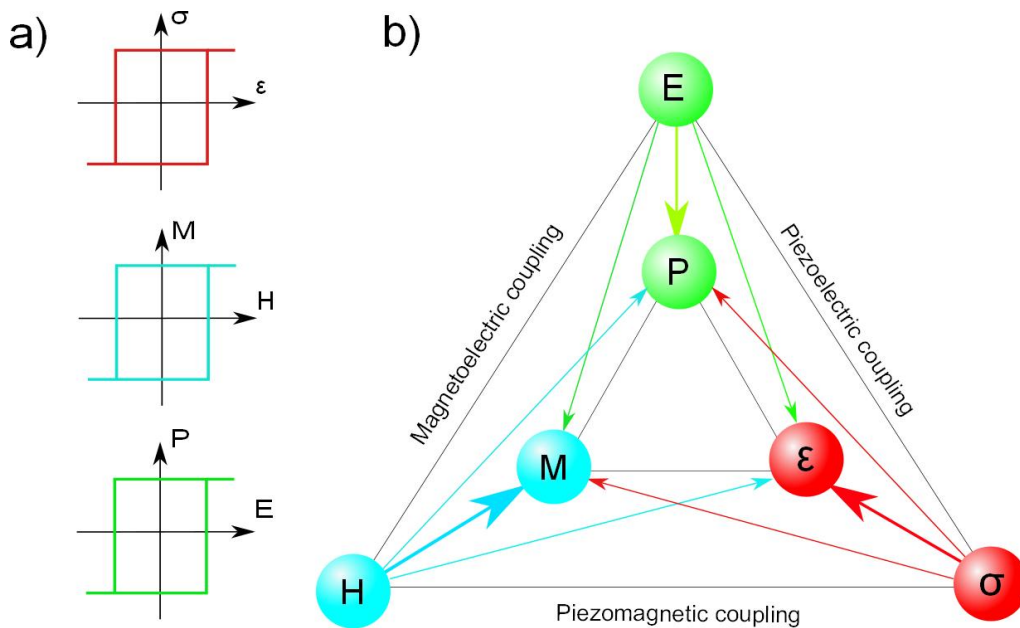 a)
σ
ε
M
H
P
E
b)
E
P
M
ε
H
σ
Magnetoelectric coupling
Piezoelectric coupling
Piezomagnetic coupling